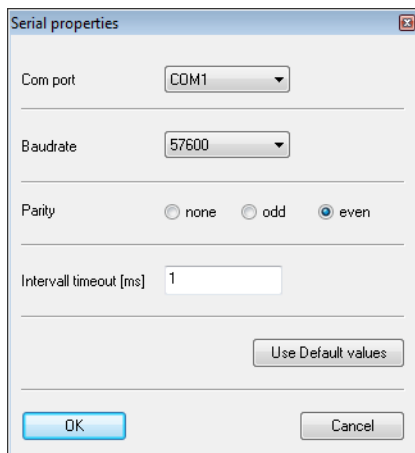 Serial properties
Com port COM1
Baudrate 57600
Parity none odd even
Intervall timeout [ms] 1
Use Default values
OK Cancel